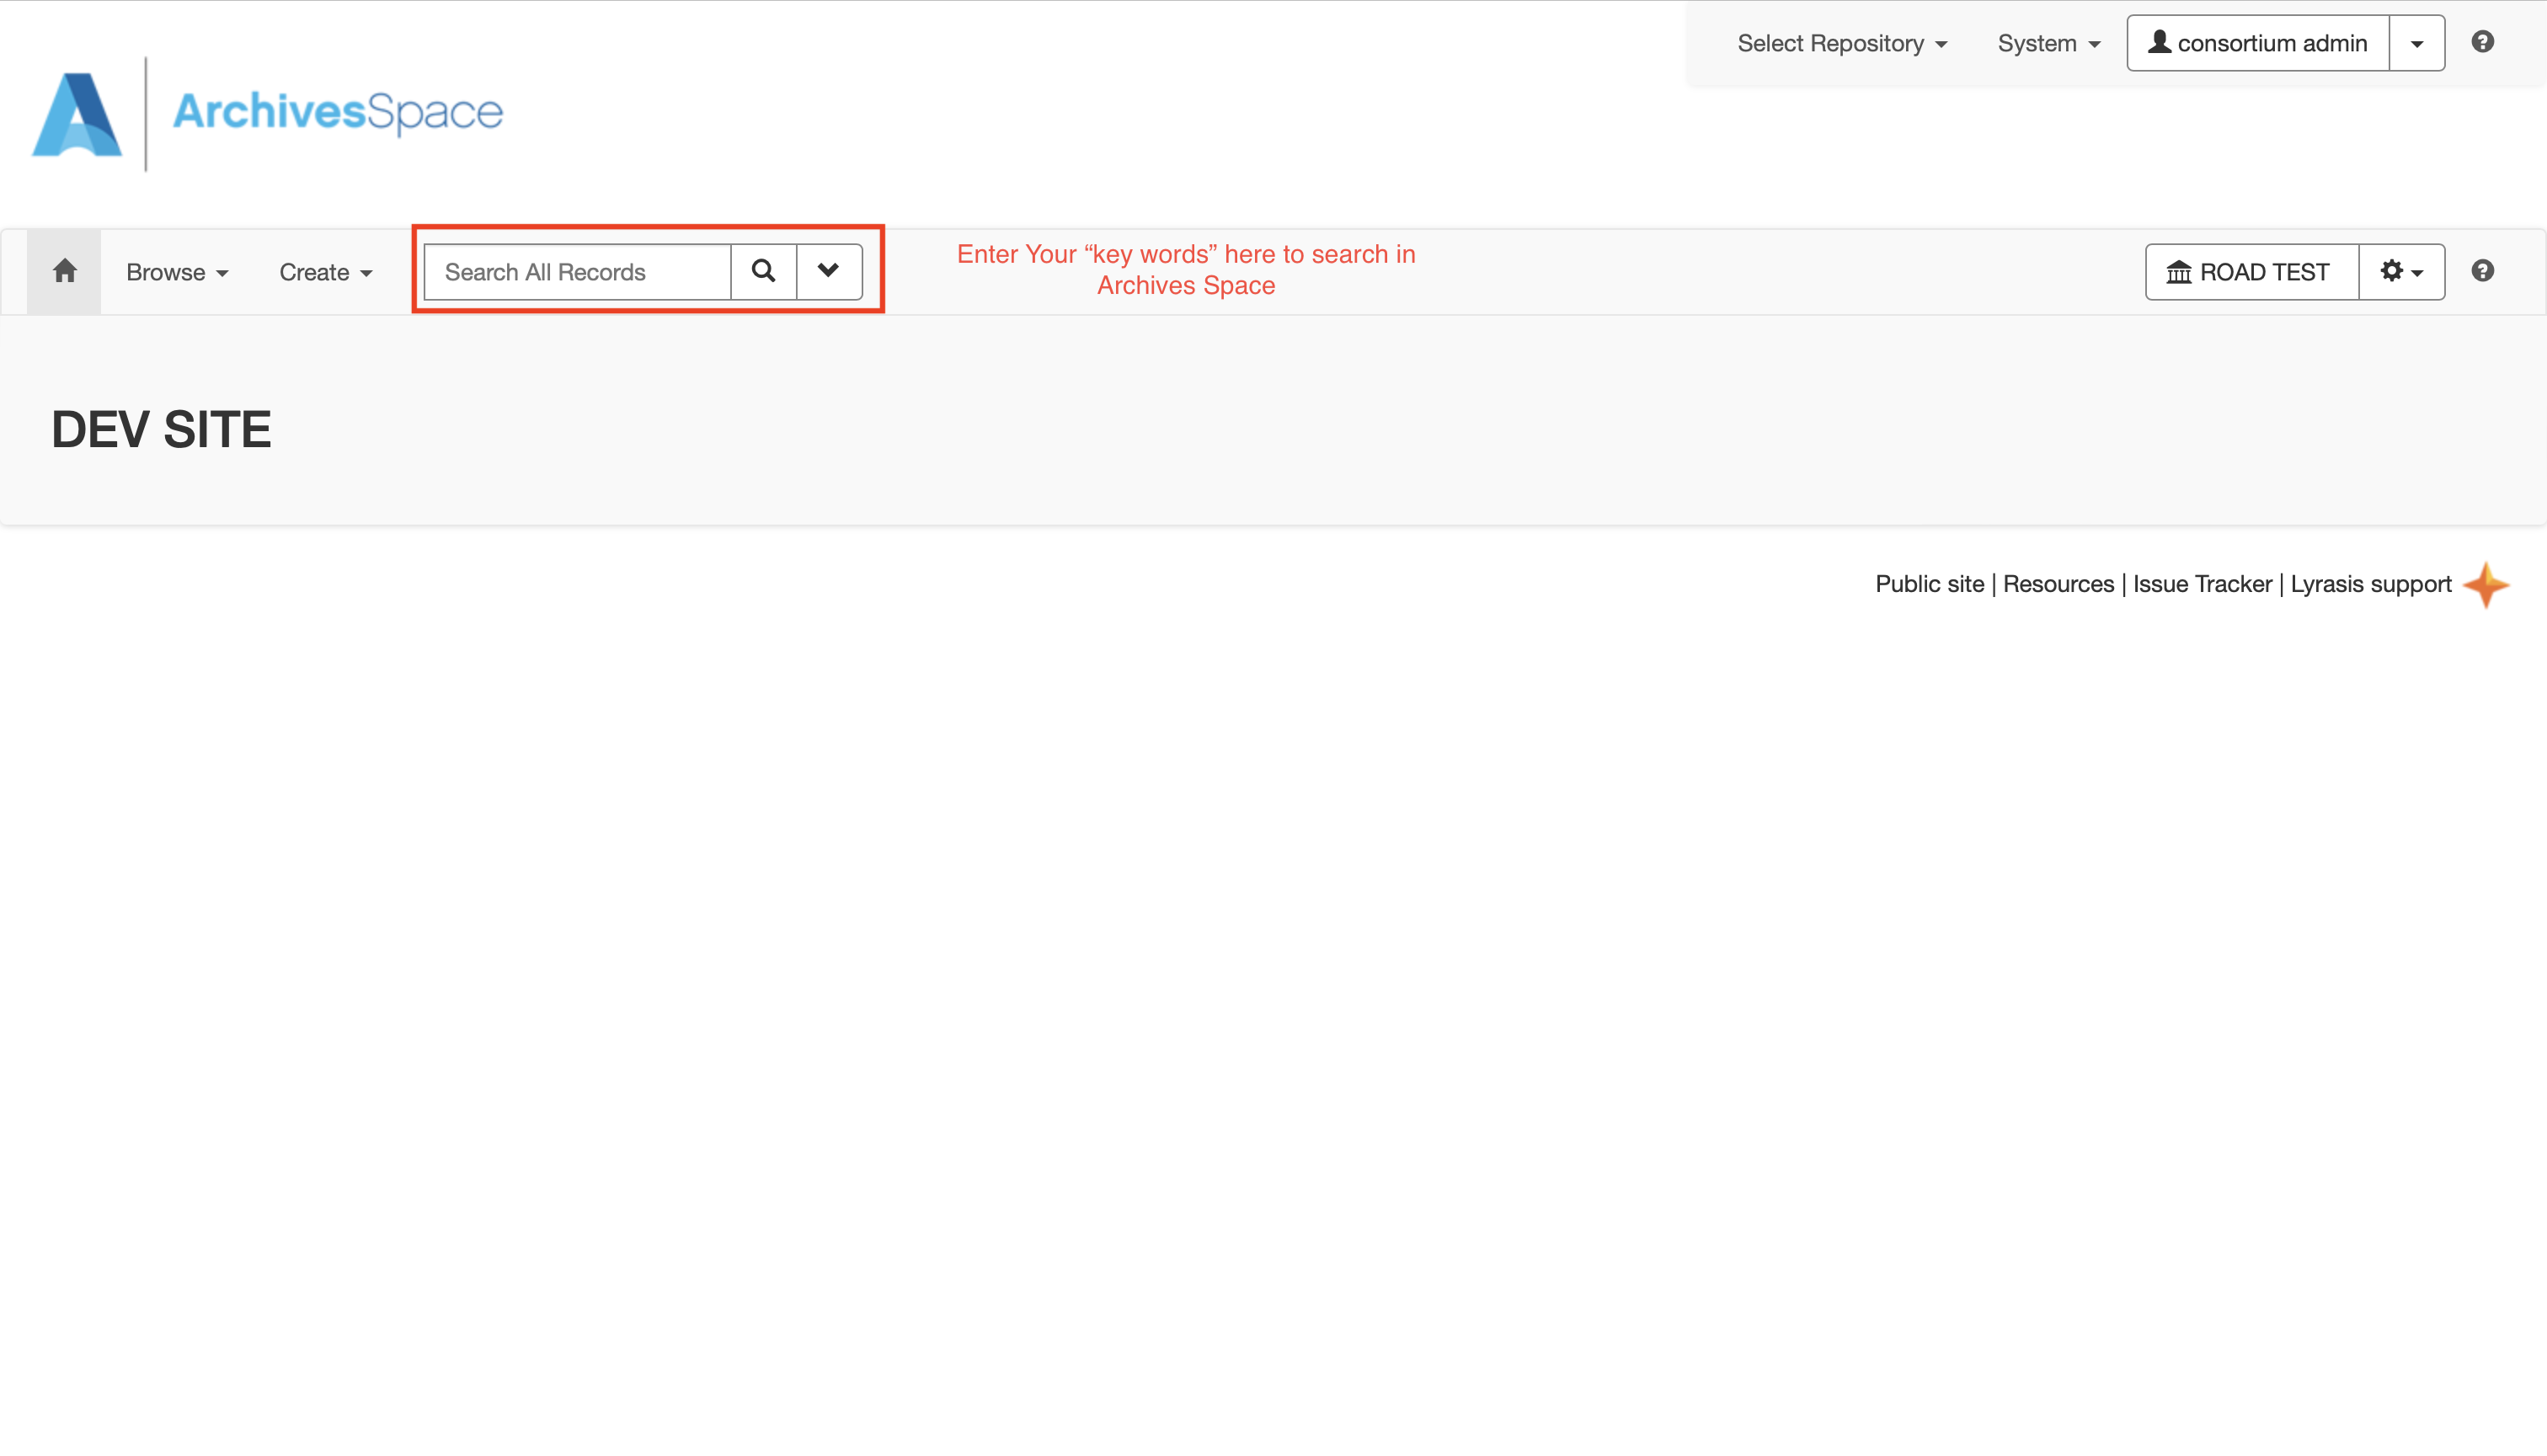 Select Repository
System
consortium admin
ArchivesSpace
Browse
Create
Search All Records
Enter Your “key words” here to search in
Archives Space
ROAD TEST
DEV SITE
Public site | Resources | Issue Tracker | Lyrasis support